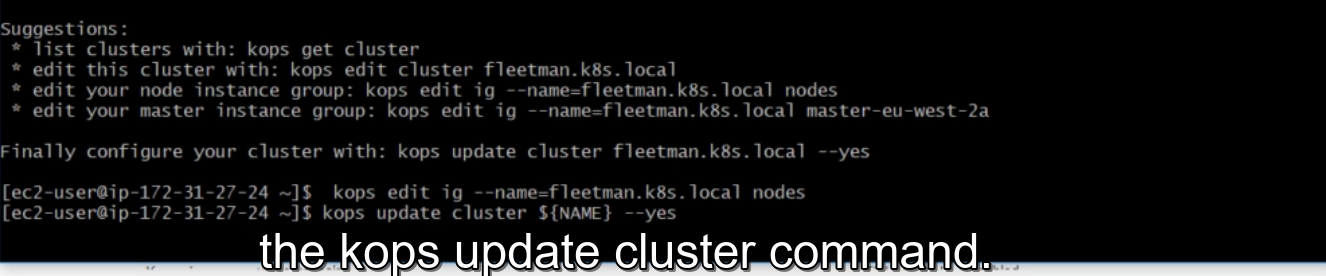 Suggestions:
* list clusters with: kops get cluster
* edit this cluster with: kops edit cluster fleetman.k8s.local
* edit your node instance group: kops edit ig --name=fleetman.k8s.local nodes
* edit your master instance group: kops edit ig --name=fleetman.k8s.local master-eu-west-2a
Finally configure your cluster with: kops update cluster fleetman.k8s.local --yes
[ec2-user@ip-172-31-27-24 ~]$  kops edit ig --name=fleetman.k8s.local nodes
[ec2-user@ip-172-31-27-24 ~]$ kops update cluster ${NAME} --yes
the kops update cluster command.